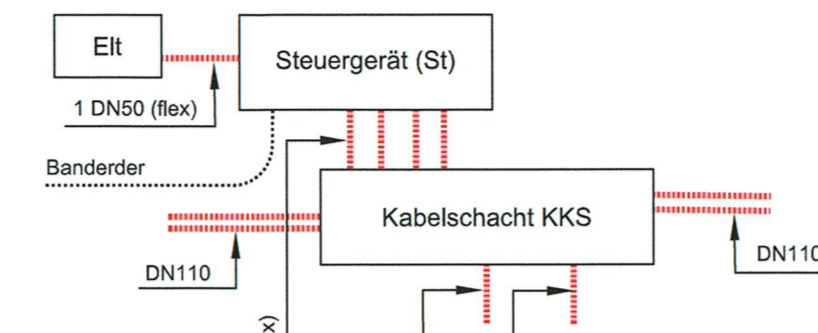 Elt
Steuergerät (St)
1 DN50 (flex)
Banderder
Kabelschacht KKS
DN110
DN110
x)